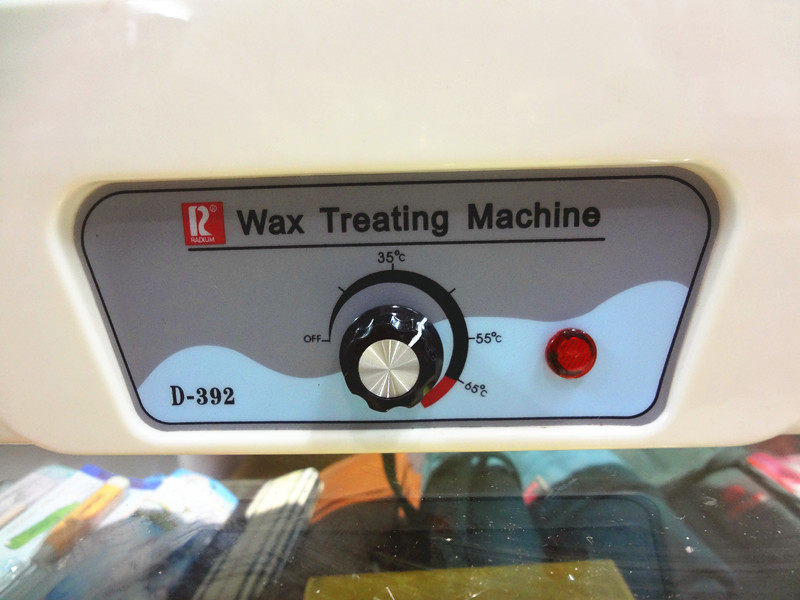 R®
RADIUM
Wax Treating Machine
35°C
OFF
55°C
65°C
D-392